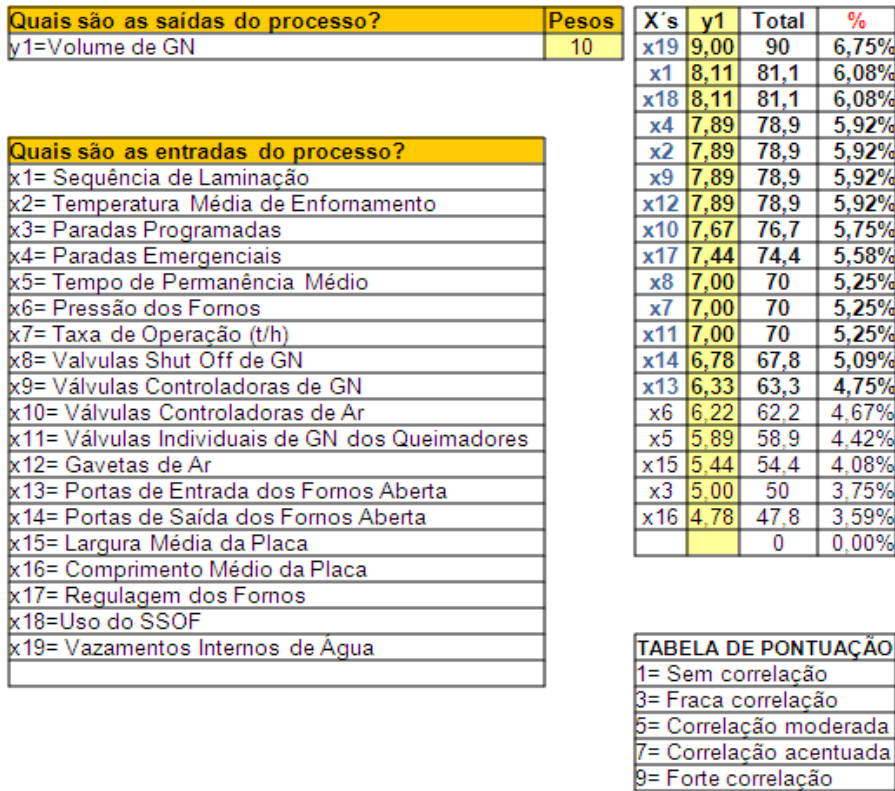 Quais são as saídas do processo? Pesos
y1=Volume de GN 10
Quais são as entradas do processo?
x1= Sequência de Laminação
x2= Temperatura Média de Enfornamento
x3= Paradas Programadas
x4= Paradas Emergenciais
x5= Tempo de Permanência Médio
x6= Pressão dos Fornos
x7= Taxa de Operação (t/h)
x8= Valvulas Shut Off de GN
x9= Válvulas Controladoras de GN
x10= Válvulas Controladoras de Ar
x11= Válvulas Individuais de GN dos Queimadores
x12= Gavetas de Ar
x13= Portas de Entrada dos Fornos Aberta
x14= Portas de Saída dos Fornos Aberta
x15= Largura Média da Placa
x16= Comprimento Médio da Placa
x17= Regulagem dos Fornos
x18=Uso do SSOF
x19= Vazamentos Internos de Água
X´s y1 Total %
x19 9,00 90 6,75%
x1 8,11 81,1 6,08%
x18 8,11 81,1 6,08%
x4 7,89 78,9 5,92%
x2 7,89 78,9 5,92%
x9 7,89 78,9 5,92%
x12 7,89 78,9 5,92%
x10 7,67 76,7 5,75%
x17 7,44 74,4 5,58%
x8 7,00 70 5,25%
x7 7,00 70 5,25%
x11 7,00 70 5,25%
x14 6,78 67,8 5,09%
x13 6,33 63,3 4,75%
x6 6,22 62,2 4,67%
x5 5,89 58,9 4,42%
x15 5,44 54,4 4,08%
x3 5,00 50 3,75%
x16 4,78 47,8 3,59%
0 0,00%
TABELA DE PONTUAÇÃO
1= Sem correlação
3= Fraca correlação
5= Correlação moderada
7= Correlação acentuada
9= Forte correlação